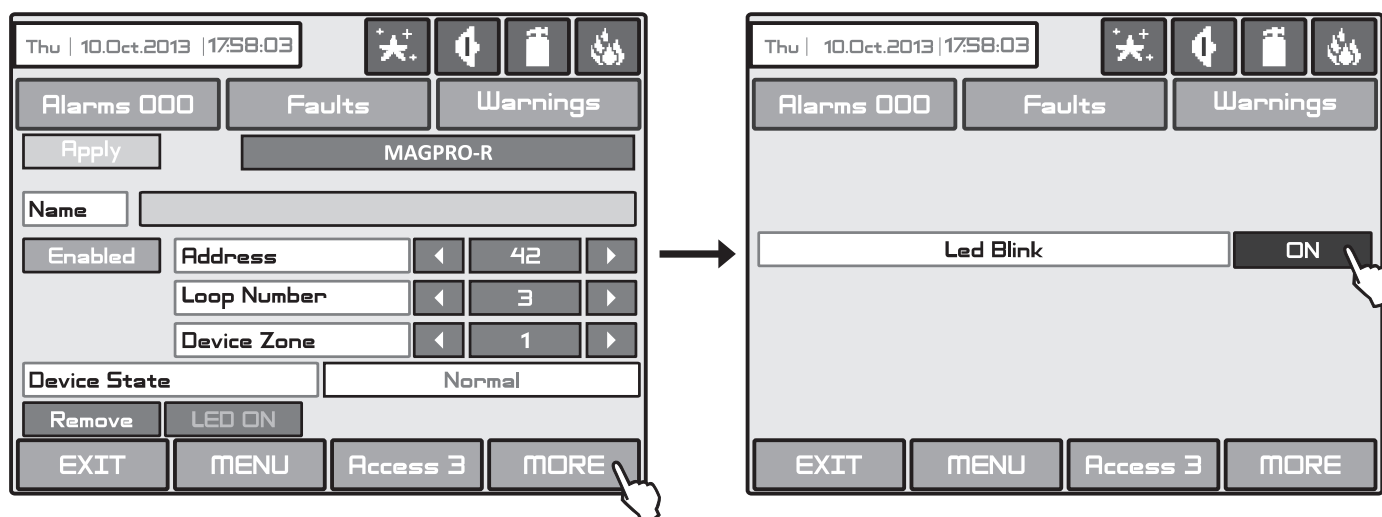 Thu | 10.Oct.2013 | 17:58:03
Alarms 000 Faults Warnings
Apply MAGPRO-R
Name
Enabled Address 42
Loop Number 3
Device Zone 1
Device State Normal
Remove LED ON
EXIT MENU Access 3 MORE
Thu | 10.Oct.2013 | 17:58:03
Alarms 000 Faults Warnings
Led Blink ON
EXIT MENU Access 3 MORE